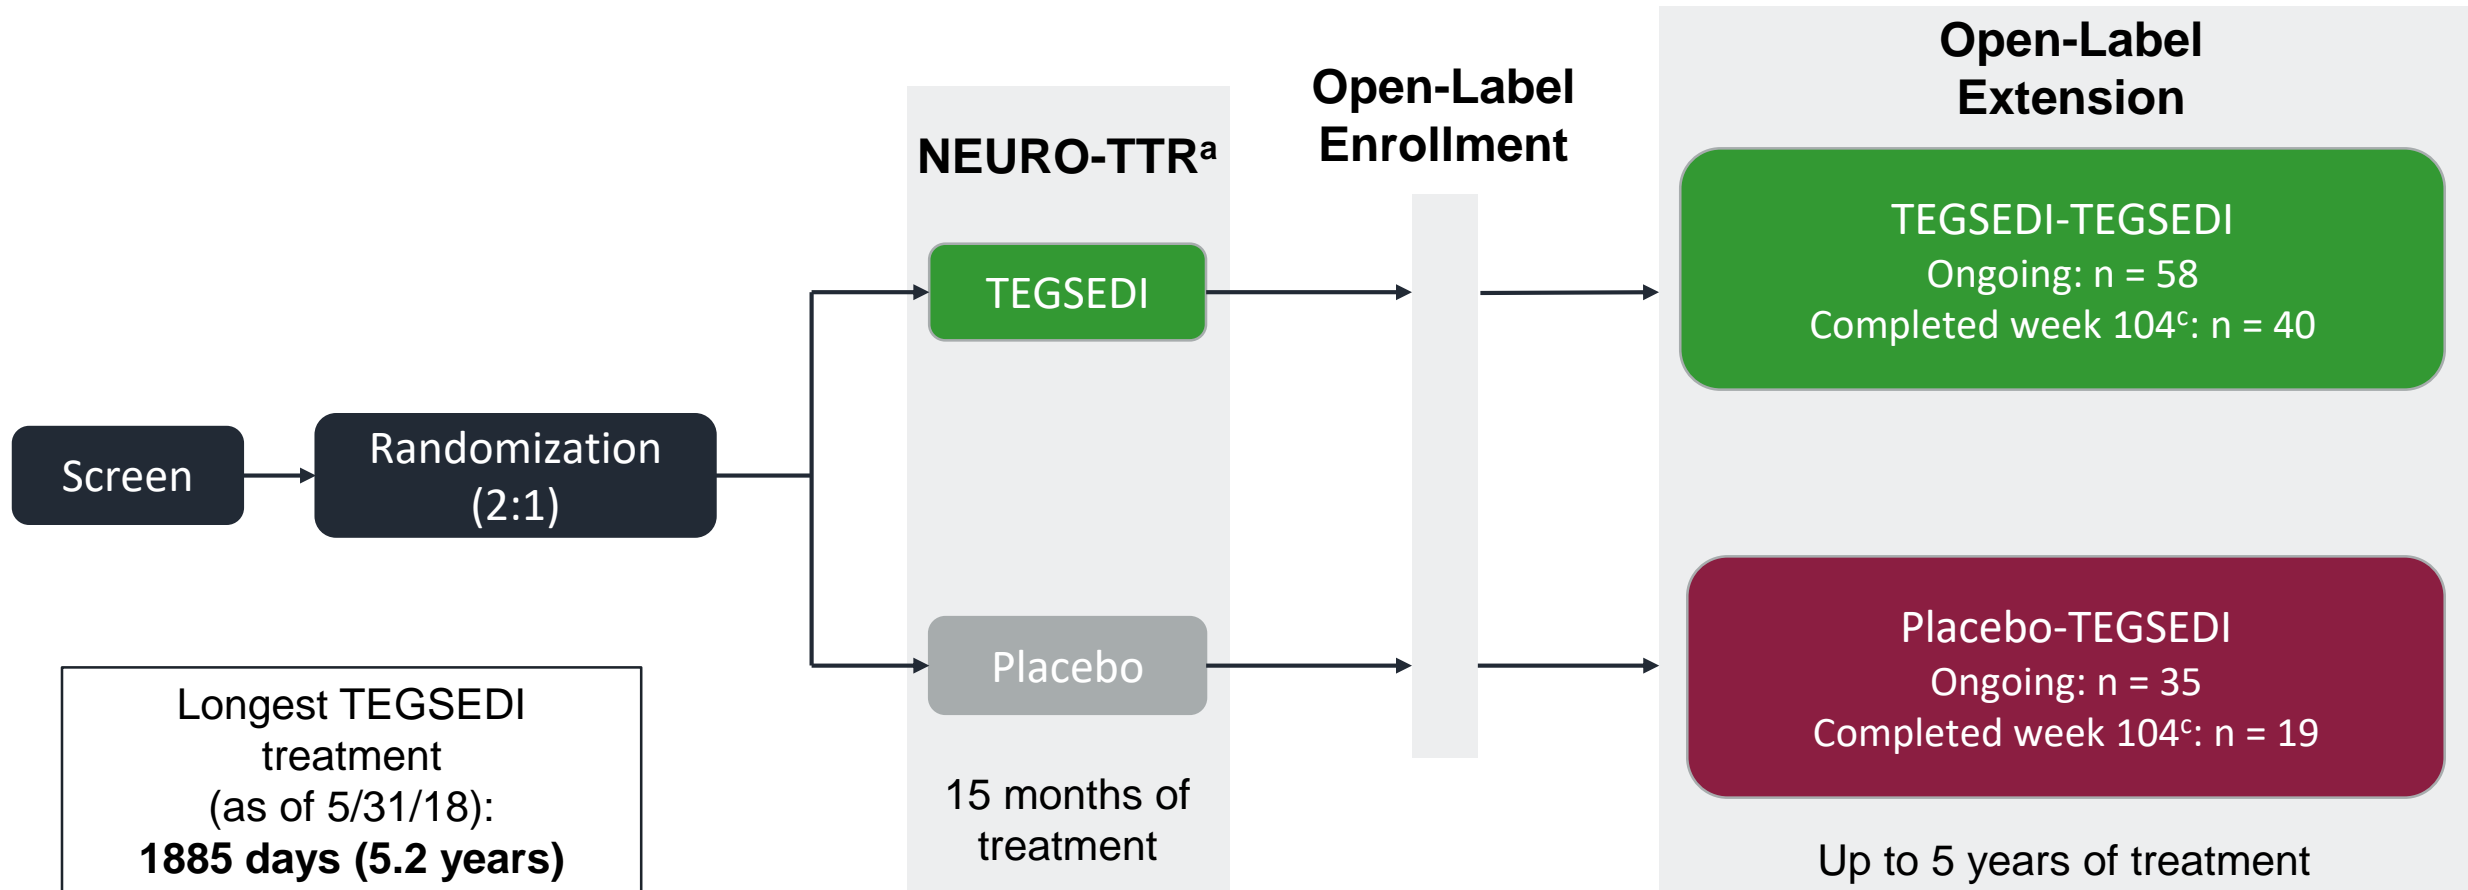 Screen
Randomization
(2:1)
Longest TEGSEDI
treatment
(as of 5/31/18):
1885 days (5.2 years)
NEURO-TTRᵃ
TEGSEDI
Placebo
15 months of
treatment
Open-Label
Enrollment
Open-Label
Extension
TEGSEDI-TEGSEDI
Ongoing: n = 58
Completed week 104ᶜ: n = 40
Placebo-TEGSEDI
Ongoing: n = 35
Completed week 104ᶜ: n = 19
Up to 5 years of treatment